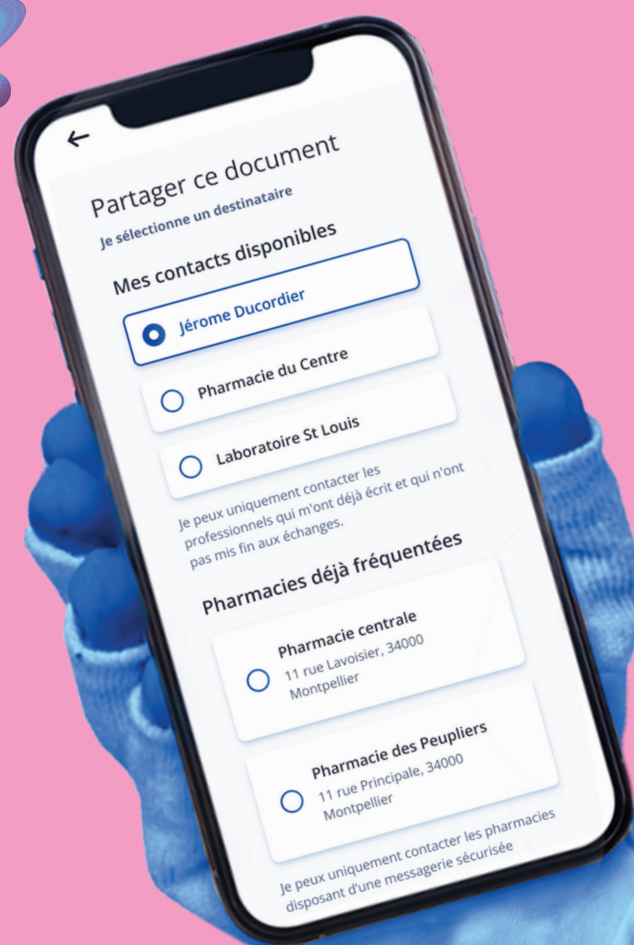 Partager ce document
Je sélectionne un destinataire
Mes contacts disponibles
Jérome Ducordier
Pharmacie du Centre
Laboratoire St Louis
Je peux uniquement contacter les
professionnels qui m'ont déjà écrit et qui n'ont
pas mis fin aux échanges.
Pharmacies déjà fréquentées
Pharmacie centrale
11 rue Lavoisier, 34000
Montpellier
Pharmacie des Peupliers
11 rue Principale, 34000
Montpellier
Je peux uniquement contacter les pharmacies
disposant d'une messagerie sécurisée